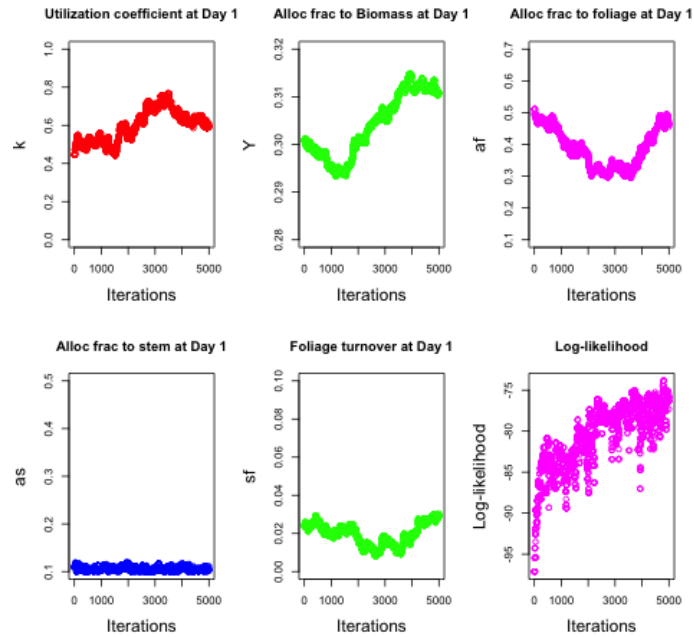 Utilization coefficient at Day 1
k
0.0 0.2 0.4 0.6 0.8 1.0
0 1000 3000 5000
Iterations
Alloc frac to Biomass at Day 1
Y
0.28 0.29 0.30 0.31 0.32
0 1000 3000 5000
Iterations
Alloc frac to foliage at Day 1
af
0.1 0.2 0.3 0.4 0.5 0.6 0.7
0 1000 3000 5000
Iterations
Alloc frac to stem at Day 1
as
0.1 0.2 0.3 0.4 0.5
0 1000 3000 5000
Iterations
Foliage turnover at Day 1
sf
0.00 0.02 0.04 0.06 0.08 0.10
0 1000 3000 5000
Iterations
Log-likelihood
Log-likelihood
-95 -90 -85 -80 -75
0 1000 3000 5000
Iterations